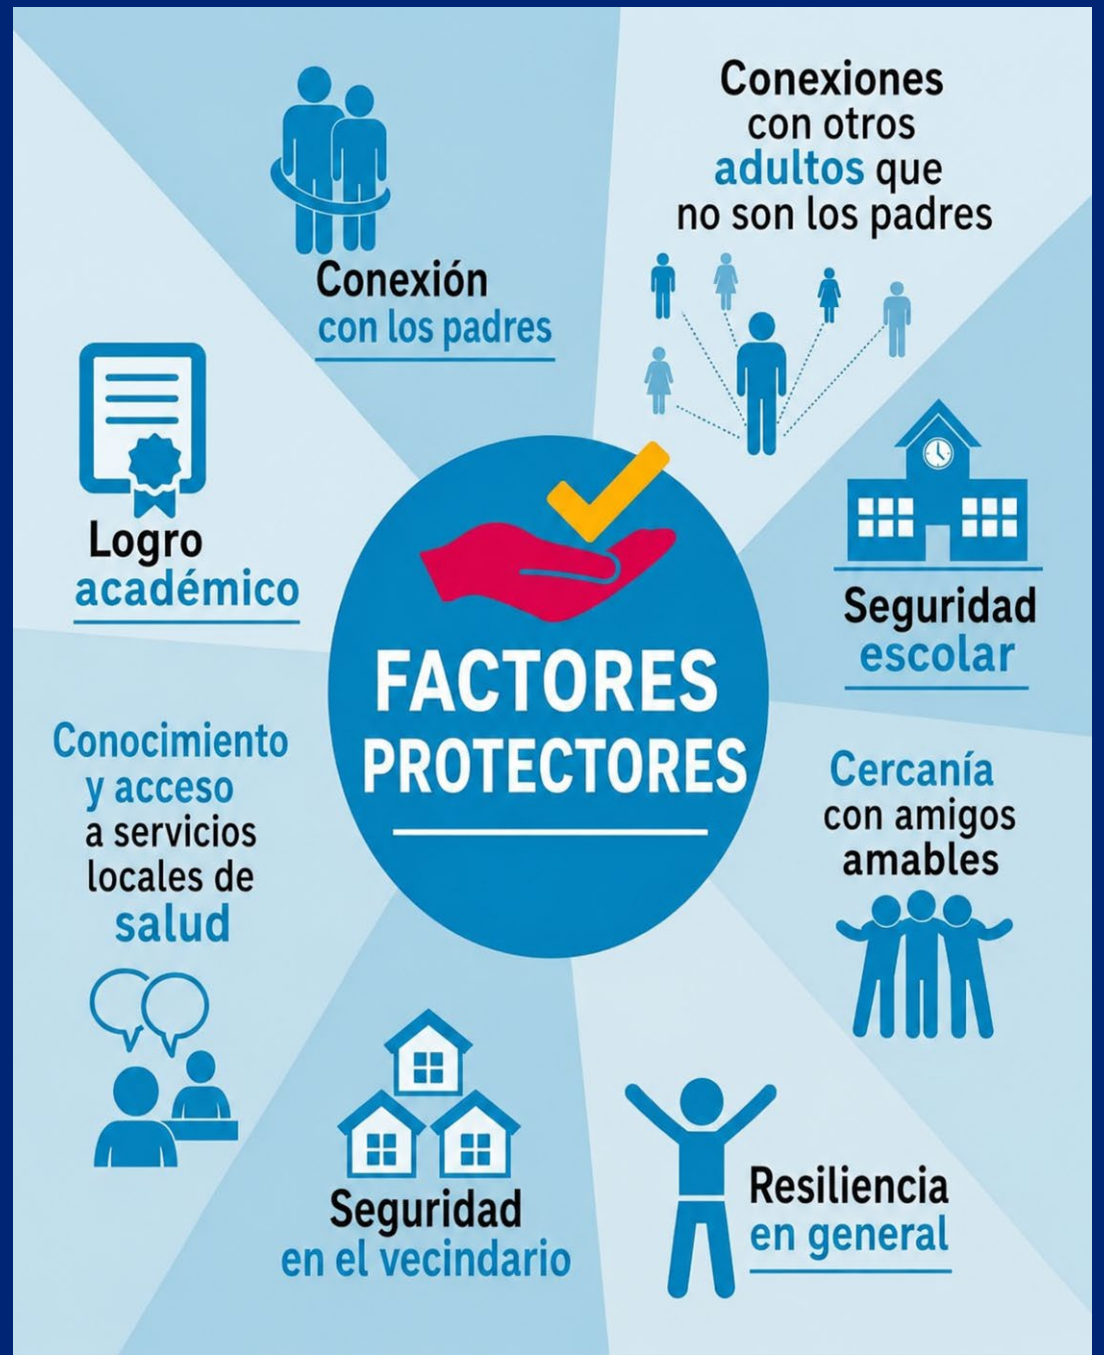 Conexión
con los padres
Conexiones
con otros
adultos que
no son los padres
Logro
académico
Seguridad
escolar
FACTORES
PROTECTORES
Conocimiento
y acceso
a servicios
locales de
salud
Cercanía
con amigos
amables
Seguridad
en el vecindario
Resiliencia
en general